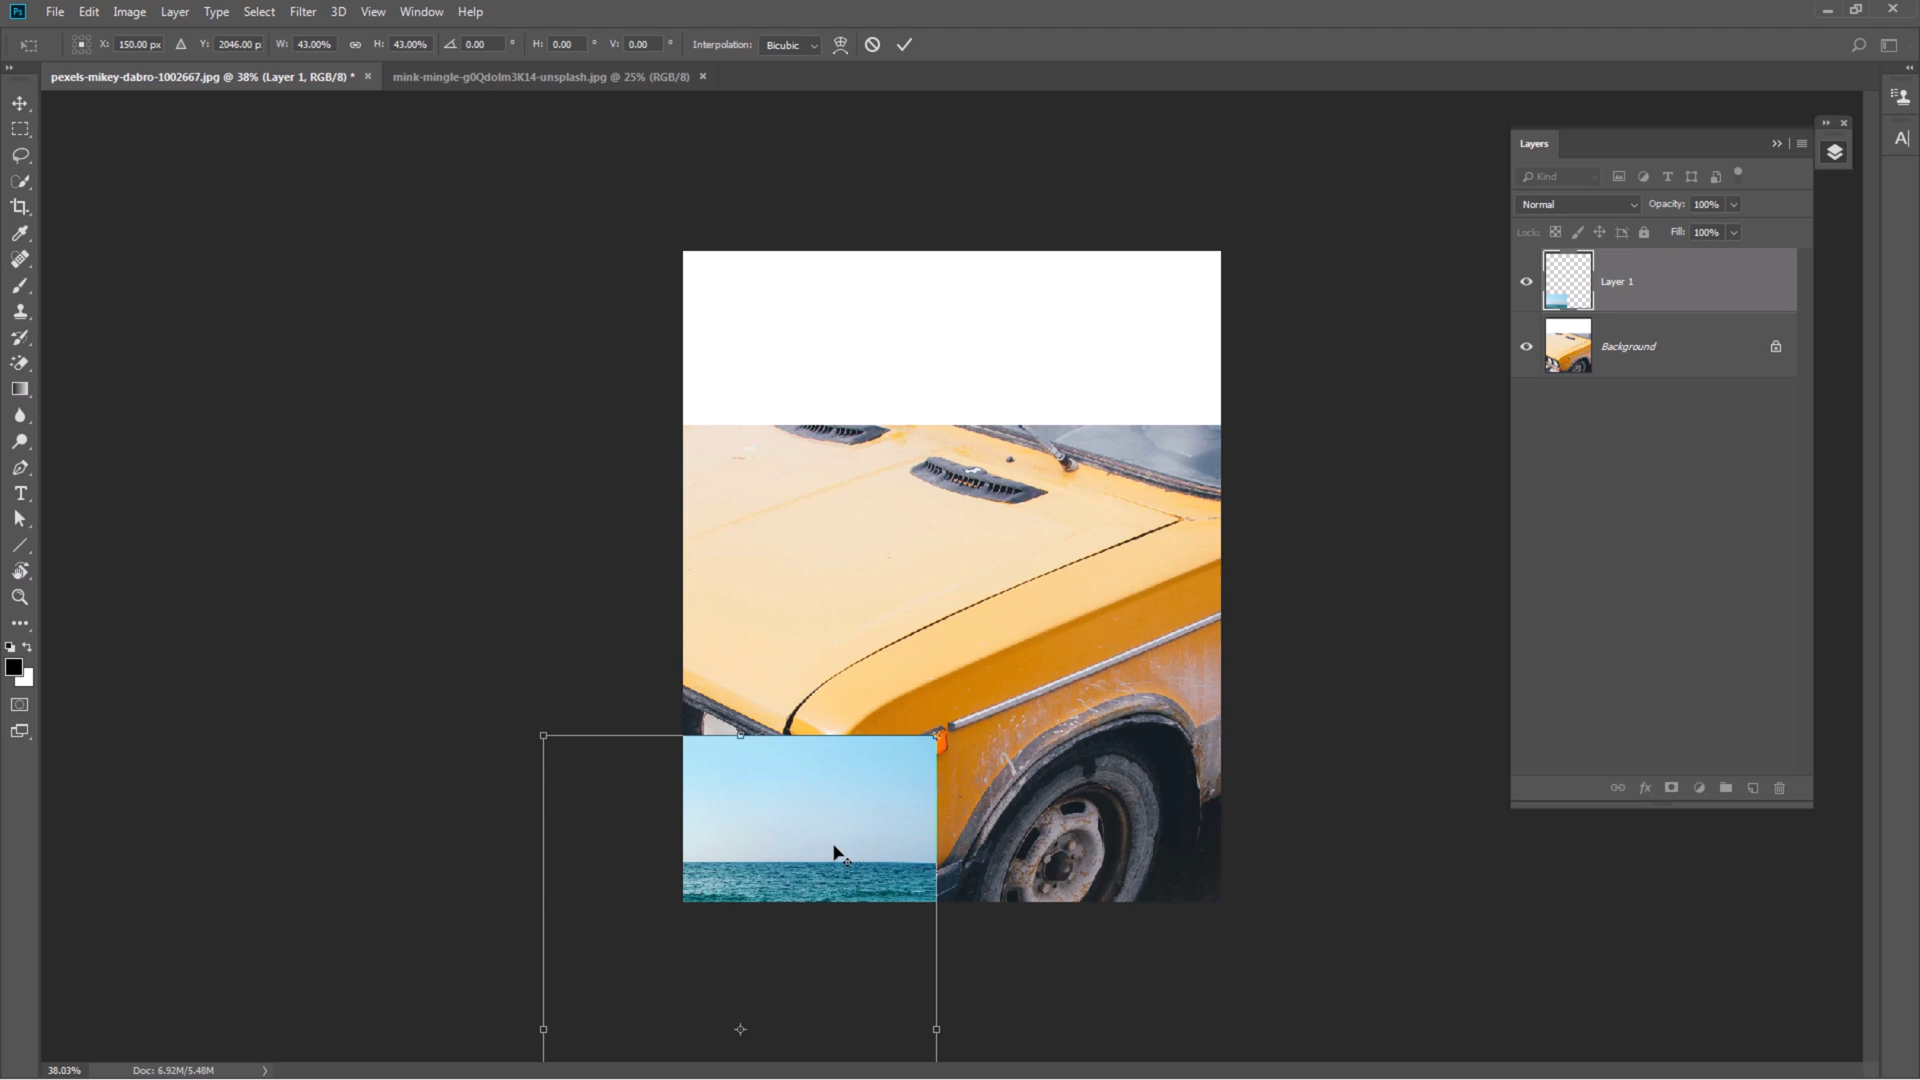 Ps File Edit Image Layer Type Select Filter 3D View Window Help
X: 150.00 px Y: 2046.00 p W: 43.00% H: 43.00% 0.00 ° H: 0.00 ° V: 0.00 ° Interpolation: Bicubic
pexels-mikey-dabro-1002667.jpg @ 38% (Layer 1, RGB/8) * × mink-mingle-g0Qdolm3K14-unsplash.jpg @ 25% (RGB/8) ×
Layers
Kind
Normal Opacity: 100%
Lock: Fill: 100%
Layer 1
Background
38.03% Doc: 6.92M/5.48M